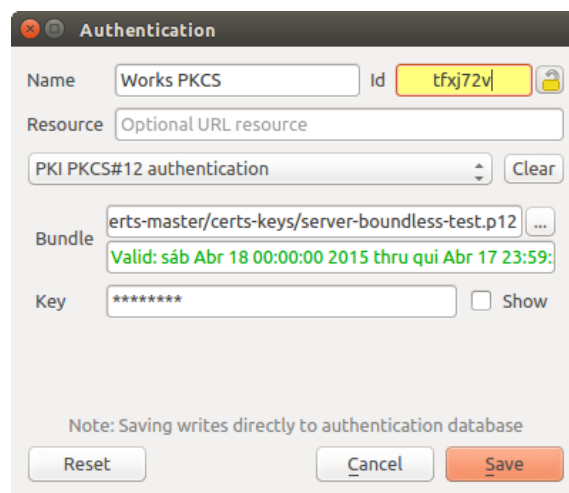 Authentication
Name Works PKCS Id tfxj72v
Resource Optional URL resource
PKI PKCS#12 authentication Clear
Bundle erts-master/certs-keys/server-boundless-test.p12 ...
Valid: sáb Abr 18 00:00:00 2015 thru qui Abr 17 23:59:
Key ******** Show
Note: Saving writes directly to authentication database
Reset Cancel Save